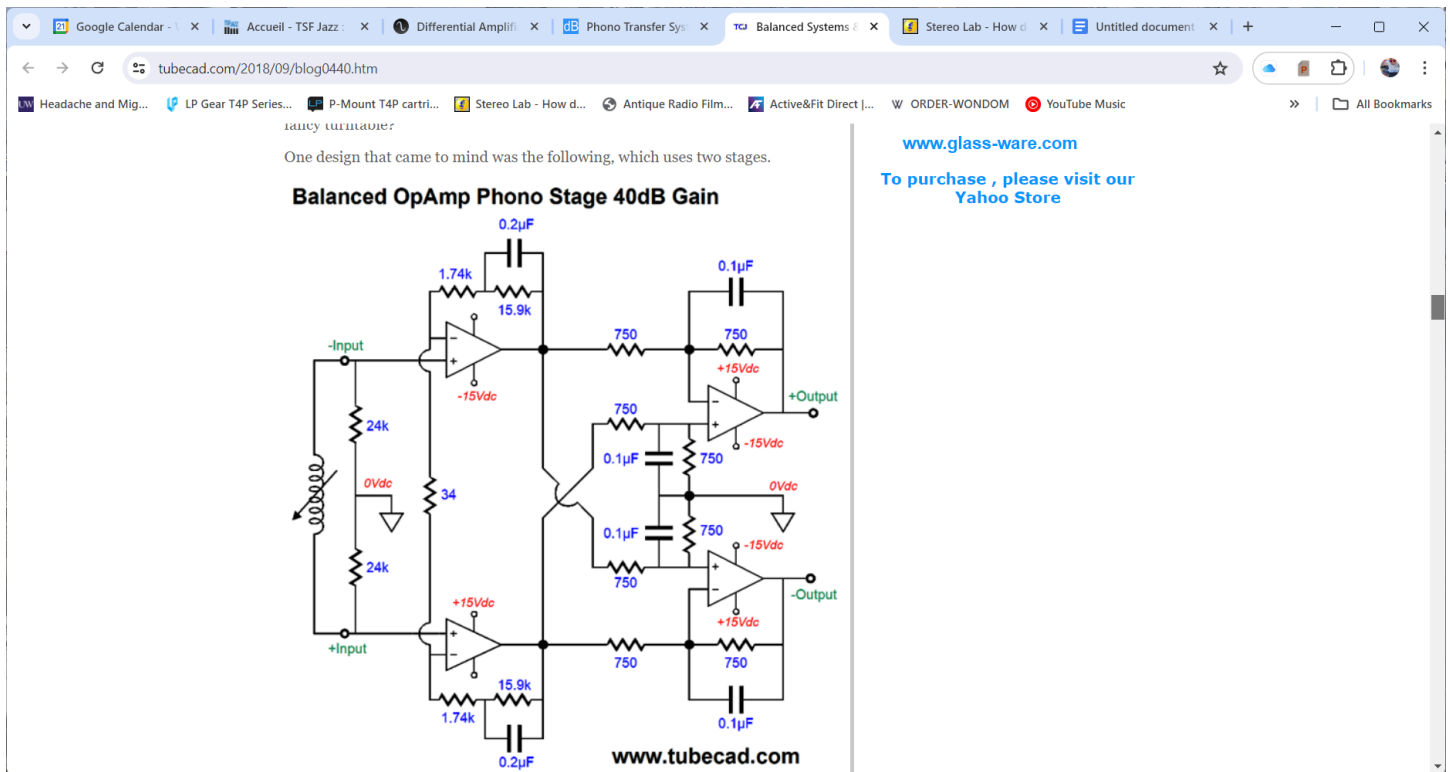 Google Calendar -
Accueil - TSF Jazz :
Differential Amplifi
dB Phono Transfer Sys
TCJ Balanced Systems &
Stereo Lab - How d
Untitled document
tubecad.com/2018/09/blog0440.htm
UW Headache and Mig...
LP Gear T4P Series...
P-Mount T4P cartri...
Stereo Lab - How d...
Antique Radio Film...
Active&Fit Direct |...
W ORDER-WONDOM
YouTube Music
All Bookmarks
fancy turntable?
One design that came to mind was the following, which uses two stages.
www.glass-ware.com
To purchase , please visit our
Yahoo Store
Balanced OpAmp Phono Stage 40dB Gain
0.2µF
1.74k
15.9k
0.1µF
750
750
-Input
-15Vdc
+15Vdc
+Output
750
-15Vdc
24k
0.1µF
750
0Vdc
34
0Vdc
0.1µF
750
-15Vdc
24k
750
-Output
+15Vdc
+15Vdc
+Input
750
750
15.9k
1.74k
0.1µF
0.2µF
www.tubecad.com